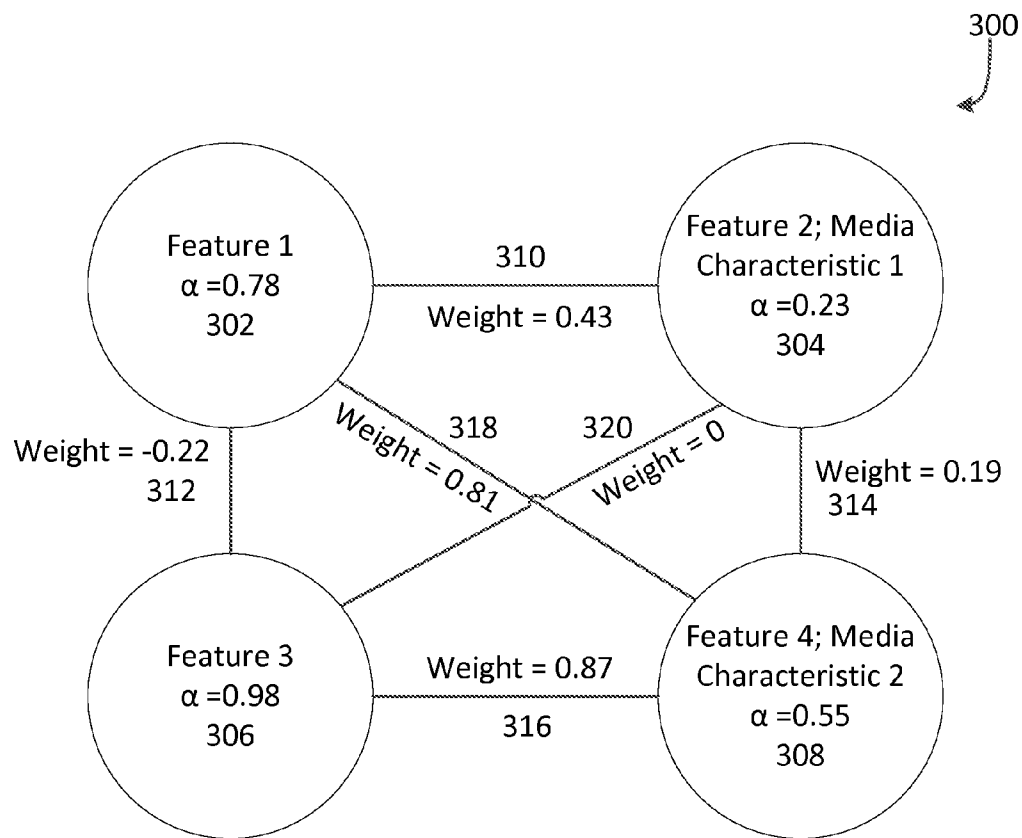 300
Feature 1
α =0.78
302
310
Weight = 0.43
Feature 2; Media
Characteristic 1
α =0.23
304
Weight = -0.22
312
318
Weight = 0.81
320
Weight = 0
Weight = 0.19
314
Feature 3
α =0.98
306
Weight = 0.87
316
Feature 4; Media
Characteristic 2
α =0.55
308